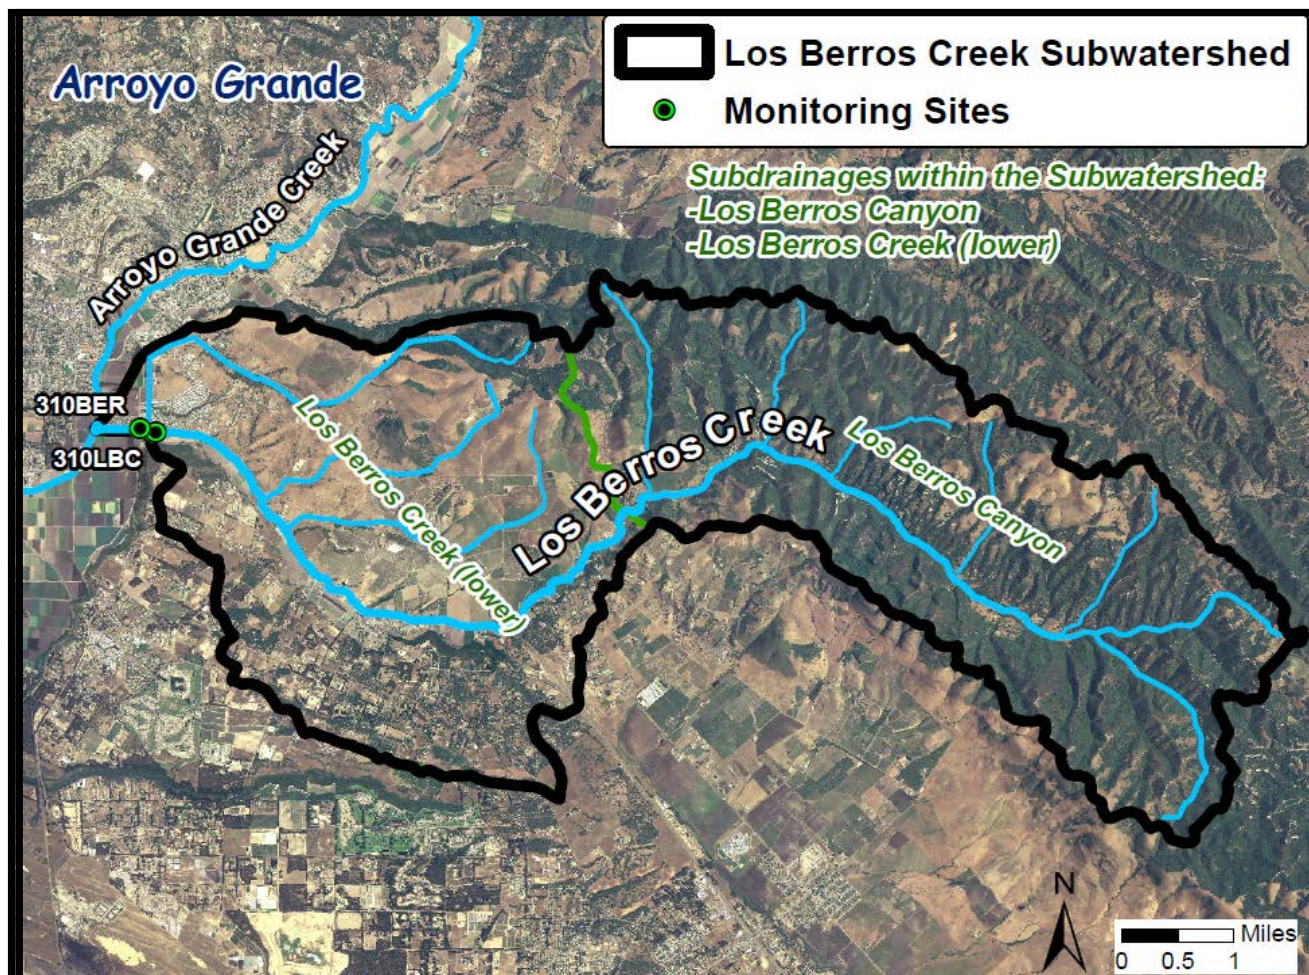 Los Berros Creek Subwatershed
Monitoring Sites
Arroyo Grande
Subdrainages within the Subwatershed:
-Los Berros Canyon
-Los Berros Creek (lower)
Arroyo Grande Creek
310BER
310LBC
Los Berros Creek
Los Berros Creek (lower)
Los Berros Canyon
N
Miles
0 0.5 1